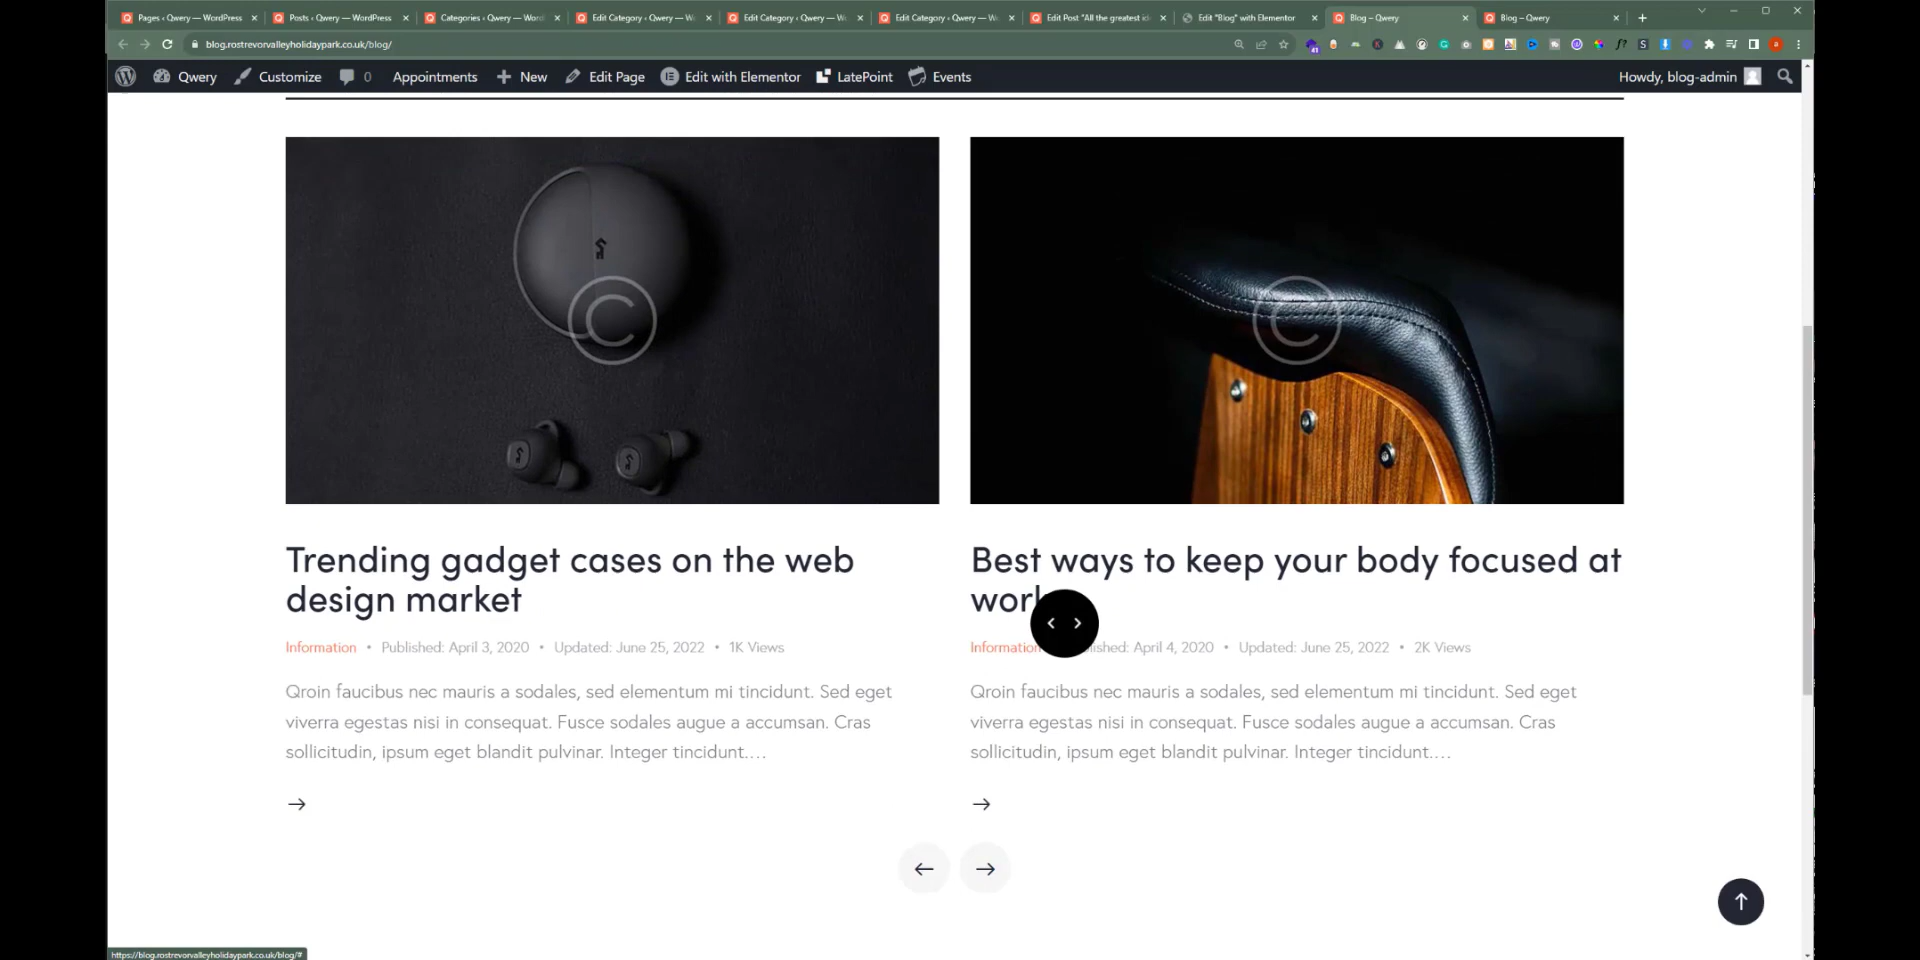 Pages ‹ Qwery — WordPress
Posts ‹ Qwery — WordPress
Categories ‹ Qwery — Word
Edit Category ‹ Qwery — W
Edit Category ‹ Qwery — W
Edit Category ‹ Qwery — W
Edit Post "All the greatest id
Edit "Blog" with Elementor
Blog – Qwery
Blog – Qwery
blog.rostrevorvalleyholidaypark.co.uk/blog/
Qwery
Customize
0
Appointments
New
Edit Page
Edit with Elementor
LatePoint
Events
Howdy, blog-admin
Trending gadget cases on the web
design market
Information • Published: April 3, 2020 • Updated: June 25, 2022 • 1K Views
Qroin faucibus nec mauris a sodales, sed elementum mi tincidunt. Sed eget
viverra egestas nisi in consequat. Fusce sodales augue a accumsan. Cras
sollicitudin, ipsum eget blandit pulvinar. Integer tincidunt....
Best ways to keep your body focused at
work
Information lished: April 4, 2020 • Updated: June 25, 2022 • 2K Views
Qroin faucibus nec mauris a sodales, sed elementum mi tincidunt. Sed eget
viverra egestas nisi in consequat. Fusce sodales augue a accumsan. Cras
sollicitudin, ipsum eget blandit pulvinar. Integer tincidunt....
https://blog.rostrevorvalleyholidaypark.co.uk/blog/#